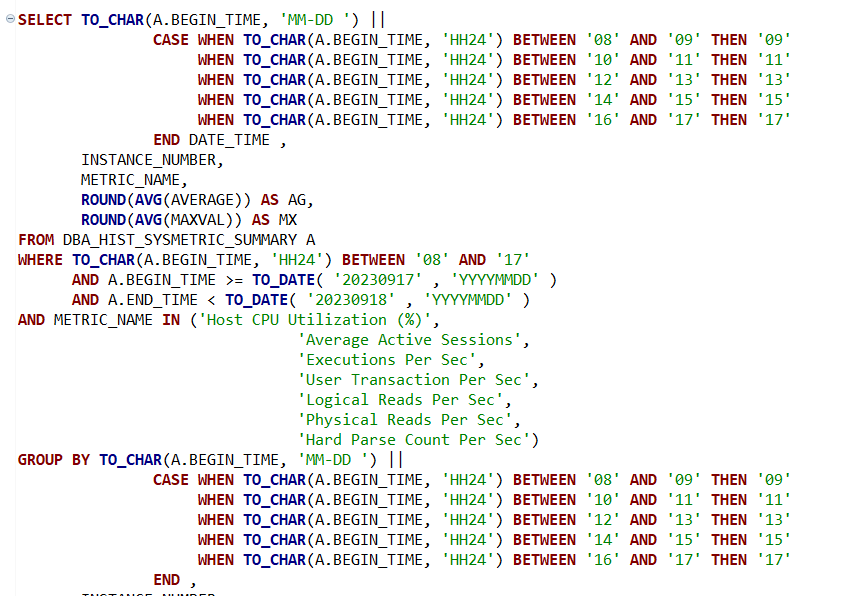 SELECT TO_CHAR(A.BEGIN_TIME, 'MM-DD ') ||
CASE WHEN TO_CHAR(A.BEGIN_TIME, 'HH24') BETWEEN '08' AND '09' THEN '09'
WHEN TO_CHAR(A.BEGIN_TIME, 'HH24') BETWEEN '10' AND '11' THEN '11'
WHEN TO_CHAR(A.BEGIN_TIME, 'HH24') BETWEEN '12' AND '13' THEN '13'
WHEN TO_CHAR(A.BEGIN_TIME, 'HH24') BETWEEN '14' AND '15' THEN '15'
WHEN TO_CHAR(A.BEGIN_TIME, 'HH24') BETWEEN '16' AND '17' THEN '17'
END DATE_TIME ,
INSTANCE_NUMBER,
METRIC_NAME,
ROUND(AVG(AVERAGE)) AS AG,
ROUND(AVG(MAXVAL)) AS MX
FROM DBA_HIST_SYSMETRIC_SUMMARY A
WHERE TO_CHAR(A.BEGIN_TIME, 'HH24') BETWEEN '08' AND '17'
AND A.BEGIN_TIME >= TO_DATE( '20230917' , 'YYYYMMDD' )
AND A.END_TIME < TO_DATE( '20230918' , 'YYYYMMDD' )
AND METRIC_NAME IN ('Host CPU Utilization (%)',
'Average Active Sessions',
'Executions Per Sec',
'User Transaction Per Sec',
'Logical Reads Per Sec',
'Physical Reads Per Sec',
'Hard Parse Count Per Sec')
GROUP BY TO_CHAR(A.BEGIN_TIME, 'MM-DD ') ||
CASE WHEN TO_CHAR(A.BEGIN_TIME, 'HH24') BETWEEN '08' AND '09' THEN '09'
WHEN TO_CHAR(A.BEGIN_TIME, 'HH24') BETWEEN '10' AND '11' THEN '11'
WHEN TO_CHAR(A.BEGIN_TIME, 'HH24') BETWEEN '12' AND '13' THEN '13'
WHEN TO_CHAR(A.BEGIN_TIME, 'HH24') BETWEEN '14' AND '15' THEN '15'
WHEN TO_CHAR(A.BEGIN_TIME, 'HH24') BETWEEN '16' AND '17' THEN '17'
END ,